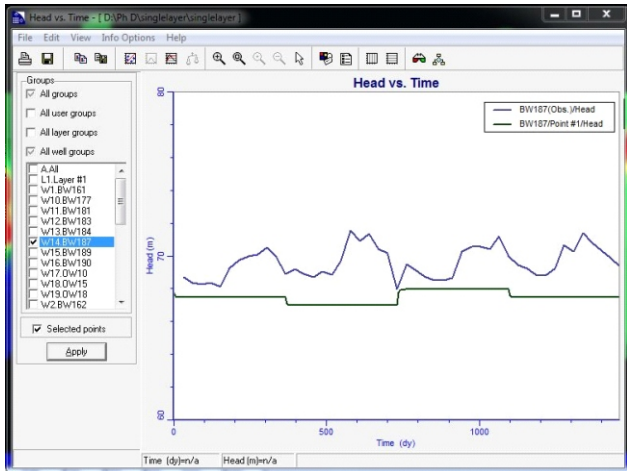 Head vs. Time - [ D:\Ph D\singlelayer\singlelayer ]
File Edit View Info Options Help
Groups
All groups
All user groups
All layer groups
All well groups
A.All
L1.Layer #1
W1.BW161
W10.BW177
W11.BW181
W12.BW183
W13.BW184
W14.BW187
W15.BW189
W16.BW190
W17.OW10
W18.OW15
W19.OW18
W2.BW162
Selected points
Apply
Head vs. Time
BW187(Obs.)/Head
BW187/Point #1/Head
Head (m)
80
70
60
0 500 1000
Time (dy)
Time (dy)=n/a Head (m)=n/a